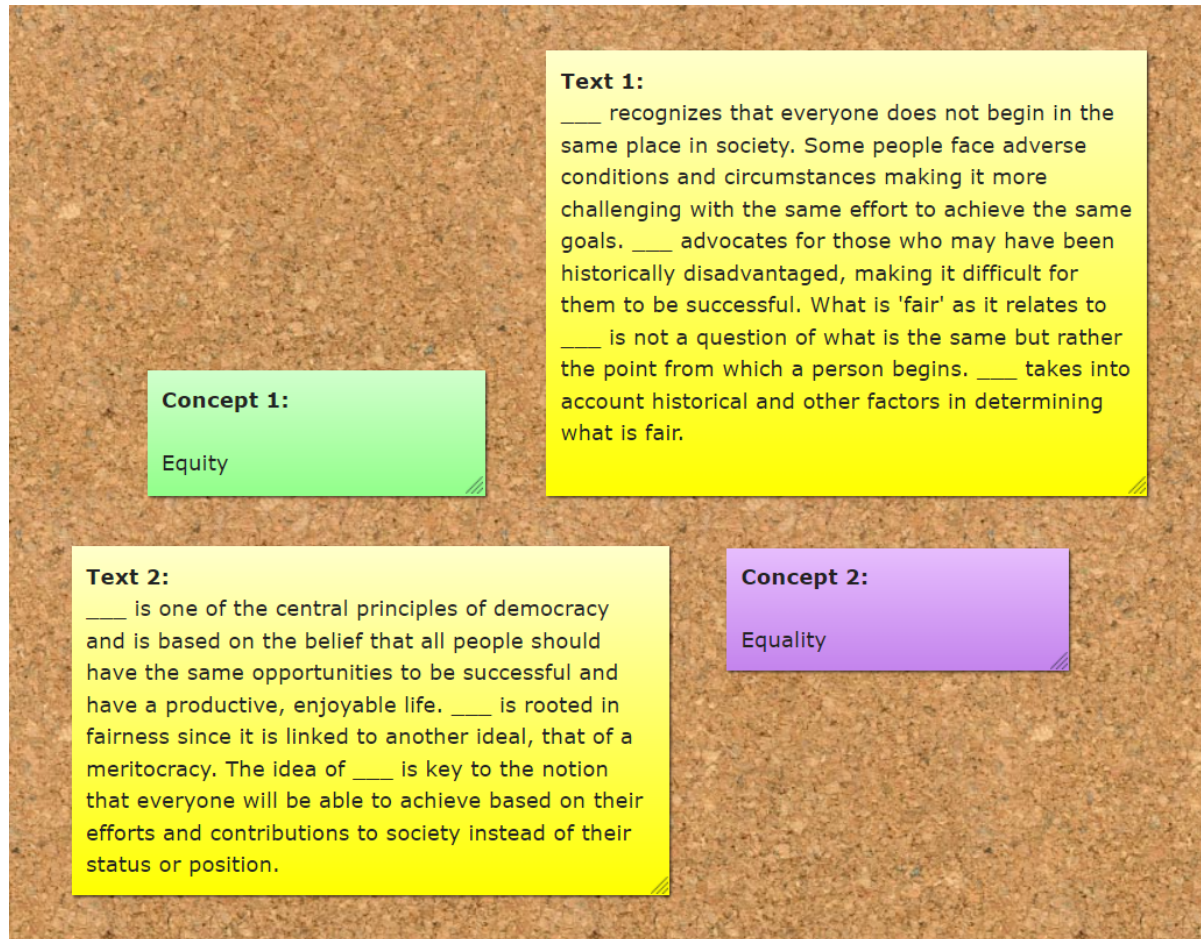 Text 1:
___ recognizes that everyone does not begin in the
same place in society. Some people face adverse
conditions and circumstances making it more
challenging with the same effort to achieve the same
goals. ___ advocates for those who may have been
historically disadvantaged, making it difficult for
them to be successful. What is 'fair' as it relates to
___ is not a question of what is the same but rather
the point from which a person begins. ___ takes into
account historical and other factors in determining
what is fair.
Concept 1:
Equity
Text 2:
___ is one of the central principles of democracy
and is based on the belief that all people should
have the same opportunities to be successful and
have a productive, enjoyable life. ___ is rooted in
fairness since it is linked to another ideal, that of a
meritocracy. The idea of ___ is key to the notion
that everyone will be able to achieve based on their
efforts and contributions to society instead of their
status or position.
Concept 2:
Equality